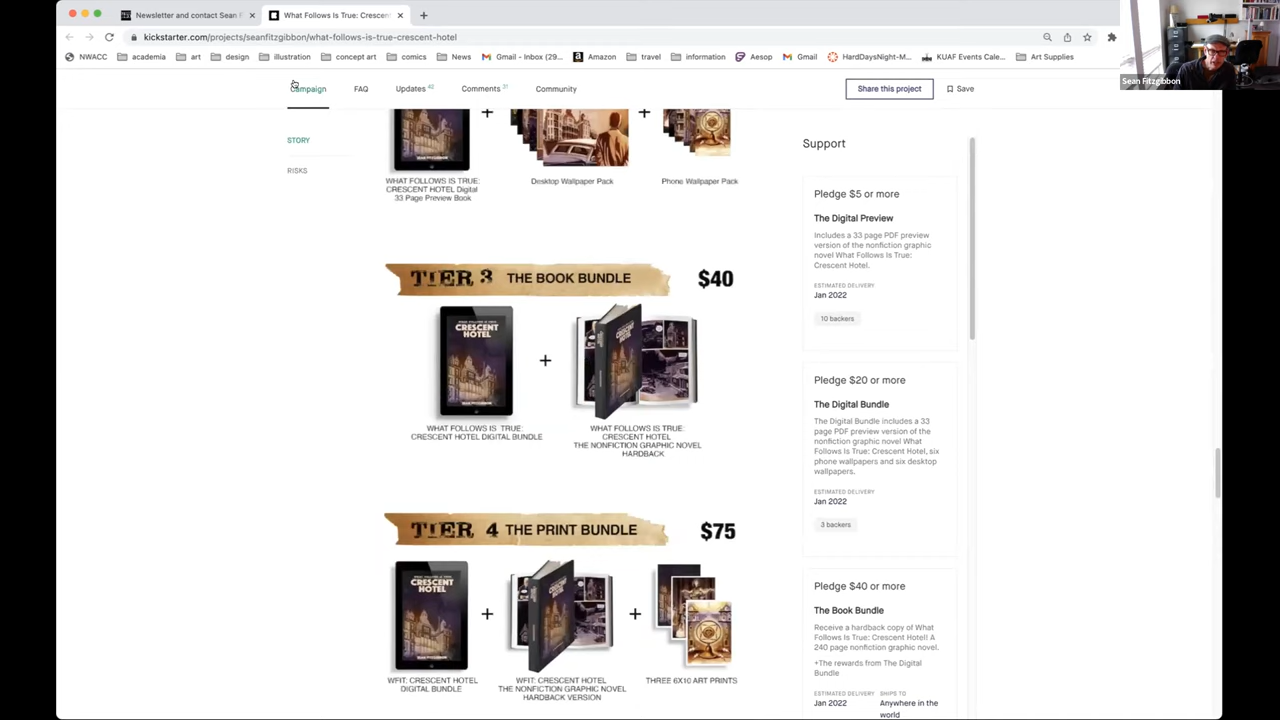 Newsletter and contact Sean F
What Follows Is True: Crescen
kickstarter.com/projects/seanfitzgibbon/what-follows-is-true-crescent-hotel
NWACC
academia
art
design
illustration
concept art
comics
News
Gmail - Inbox (29...
Amazon
travel
information
Aesop
Gmail
HardDaysNight-M...
KUAF Events Cale...
Art Supplies
Sean Fitzgibbon
Campaign
FAQ
Updates 42
Comments 21
Community
Share this project
Save
STORY
RISKS
WHAT FOLLOWS IS TRUE:
CRESCENT HOTEL Digital
33 Page Preview Book
Desktop Wallpaper Pack
Phone Wallpaper Pack
TIER 3 THE BOOK BUNDLE $40
CRESCENT
HOTEL
WHAT FOLLOWS IS TRUE:
CRESCENT HOTEL DIGITAL BUNDLE
WHAT FOLLOWS IS TRUE:
CRESCENT HOTEL
THE NONFICTION GRAPHIC NOVEL
HARDBACK
TIER 4 THE PRINT BUNDLE $75
CRESCENT
HOTEL
WFIT: CRESCENT HOTEL
DIGITAL BUNDLE
WFIT: CRESCENT HOTEL
THE NONFICTION GRAPHIC NOVEL
HARDBACK VERSION
THREE 6X10 ART PRINTS
Support
Pledge $5 or more
The Digital Preview
Includes a 33 page PDF preview
version of the nonfiction graphic
novel What Follows Is True:
Crescent Hotel.
ESTIMATED DELIVERY
Jan 2022
10 backers
Pledge $20 or more
The Digital Bundle
The Digital Bundle includes a 33
page PDF preview version of the
nonfiction graphic novel What
Follows Is True: Crescent Hotel, six
phone wallpapers and six desktop
wallpapers.
ESTIMATED DELIVERY
Jan 2022
3 backers
Pledge $40 or more
The Book Bundle
Receive a hardback copy of What
Follows Is True: Crescent Hotel! A
240 page nonfiction graphic novel.
+The rewards from The Digital
Bundle
ESTIMATED DELIVERY
Jan 2022
SHIPS TO
Anywhere in the
world